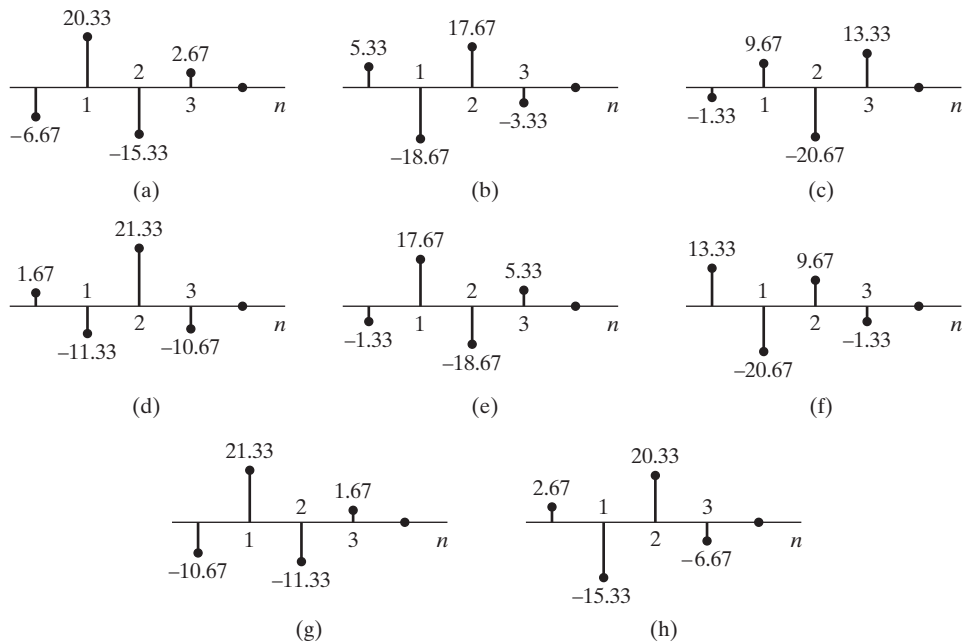 20.33 2.67 2 1 3 n −6.67 −15.33
(a)
17.67 5.33 1 3 2 n −3.33 −18.67
(b)
13.33 9.67 2 −1.33 1 3 n −20.67
(c)
21.33 1.67 1 3 2 n −11.33 −10.67
(d)
17.67 5.33 2 1 3 n −1.33 −18.67
(e)
13.33 9.67 1 3 2 n −1.33 −20.67
(f)
21.33 1.67 2 1 3 n −10.67 −11.33
(g)
20.33 2.67 1 3 2 n −6.67 −15.33
(h)